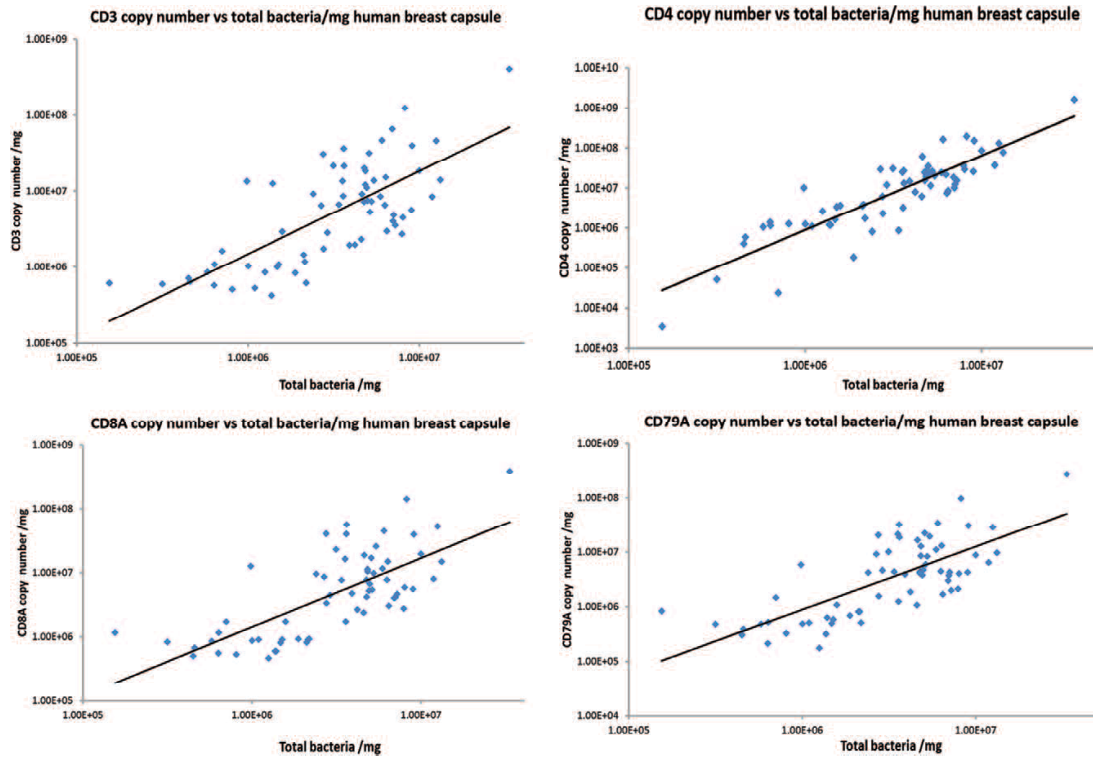 CD3 copy number vs total bacteria/mg human breast capsule
1.00E+09
1.00E+08
1.00E+07
1.00E+06
1.00E+05
CD3 copy number /mg
1.00E+05
1.00E+06
1.00E+07
Total bacteria /mg
CD4 copy number vs total bacteria/mg human breast capsule
1.00E+10
1.00E+09
1.00E+08
1.00E+07
1.00E+06
1.00E+05
1.00E+04
1.00E+03
CD4 copy number /mg
1.00E+05
1.00E+06
1.00E+07
Total bacteria /mg
CD8A copy number vs total bacteria/mg human breast capsule
1.00E+09
1.00E+08
1.00E+07
1.00E+06
1.00E+05
CD8A copy number /mg
1.00E+05
1.00E+06
1.00E+07
Total bacteria /mg
CD79A copy number vs total bacteria/mg human breast capsule
1.00E+09
1.00E+08
1.00E+07
1.00E+06
1.00E+05
1.00E+04
CD79A copy number /mg
1.00E+05
1.00E+06
1.00E+07
Total bacteria /mg